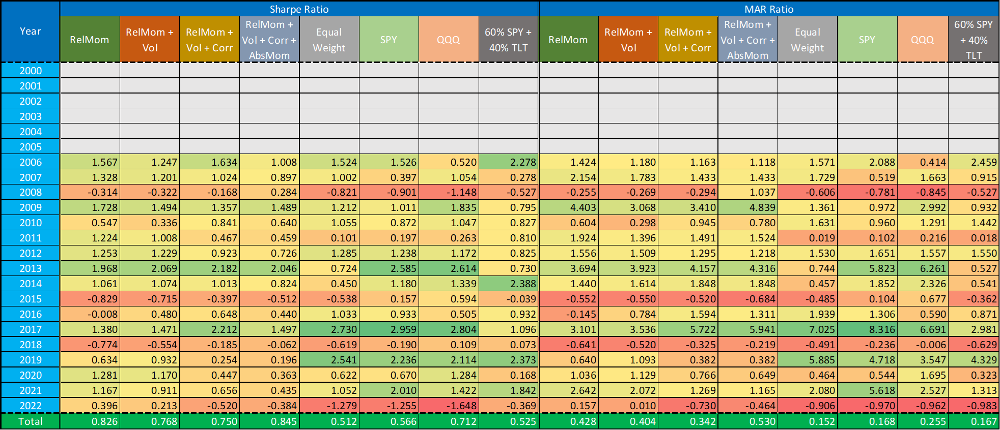 Sharpe Ratio MAR Ratio
Year RelMom RelMom + Vol RelMom + Vol + Corr RelMom + Vol + Corr + AbsMom Equal Weight SPY QQQ 60% SPY + 40% TLT RelMom RelMom + Vol RelMom + Vol + Corr RelMom + Vol + Corr + AbsMom Equal Weight SPY QQQ 60% SPY + 40% TLT
2000
2001
2002
2003
2004
2005
2006 1.567 1.247 1.634 1.008 1.524 1.526 0.520 2.278 1.424 1.180 1.163 1.118 1.571 2.088 0.414 2.459
2007 1.328 1.201 1.024 0.897 1.002 0.397 1.054 0.278 2.154 1.783 1.433 1.433 1.729 0.519 1.663 0.915
2008 -0.314 -0.322 -0.168 0.284 -0.821 -0.901 -1.148 -0.527 -0.255 -0.269 -0.294 1.037 -0.606 -0.781 -0.845 -0.527
2009 1.728 1.494 1.357 1.489 1.212 1.011 1.835 0.795 4.403 3.068 3.410 4.839 1.361 0.972 2.992 0.932
2010 0.547 0.336 0.841 0.640 1.055 0.872 1.047 0.827 0.604 0.298 0.945 0.780 1.631 0.960 1.291 1.442
2011 1.224 1.008 0.467 0.459 0.101 0.197 0.263 0.810 1.924 1.396 1.491 1.524 0.019 0.102 0.216 0.018
2012 1.253 1.229 0.923 0.726 1.285 1.238 1.172 0.825 1.556 1.509 1.295 1.218 1.530 1.651 1.557 1.550
2013 1.968 2.069 2.182 2.046 0.724 2.585 2.614 0.730 3.694 3.923 4.157 4.316 0.744 5.823 6.261 0.527
2014 1.061 1.074 1.013 0.824 0.450 1.180 1.339 2.388 1.440 1.614 1.848 1.848 0.457 1.852 2.326 0.541
2015 -0.829 -0.715 -0.397 -0.512 -0.538 0.157 0.594 -0.039 -0.552 -0.550 -0.520 -0.684 -0.485 0.104 0.677 -0.362
2016 -0.008 0.480 0.648 0.440 1.033 0.933 0.505 0.932 -0.145 0.784 1.594 1.311 1.939 1.306 0.590 0.871
2017 1.380 1.471 2.212 1.497 2.730 2.959 2.804 1.096 3.101 3.536 5.722 5.941 7.025 8.316 6.691 2.981
2018 -0.774 -0.554 -0.185 -0.062 -0.619 -0.190 0.109 0.073 -0.641 -0.520 -0.325 -0.219 -0.491 -0.236 -0.006 -0.629
2019 0.634 0.932 0.254 0.196 2.541 2.236 2.114 2.373 0.640 1.093 0.382 0.382 5.885 4.718 3.547 4.329
2020 1.281 1.170 0.447 0.363 0.622 0.670 1.284 0.168 1.036 1.129 0.766 0.649 0.464 0.544 1.695 0.323
2021 1.167 0.911 0.656 0.435 1.052 2.010 1.422 1.842 2.642 2.072 1.269 1.165 2.080 5.618 2.527 1.313
2022 0.396 0.213 -0.520 -0.384 -1.279 -1.255 -1.648 -0.369 0.157 0.010 -0.730 -0.464 -0.906 -0.970 -0.962 -0.983
Total 0.826 0.768 0.750 0.845 0.512 0.566 0.712 0.525 0.428 0.404 0.342 0.530 0.152 0.168 0.255 0.167